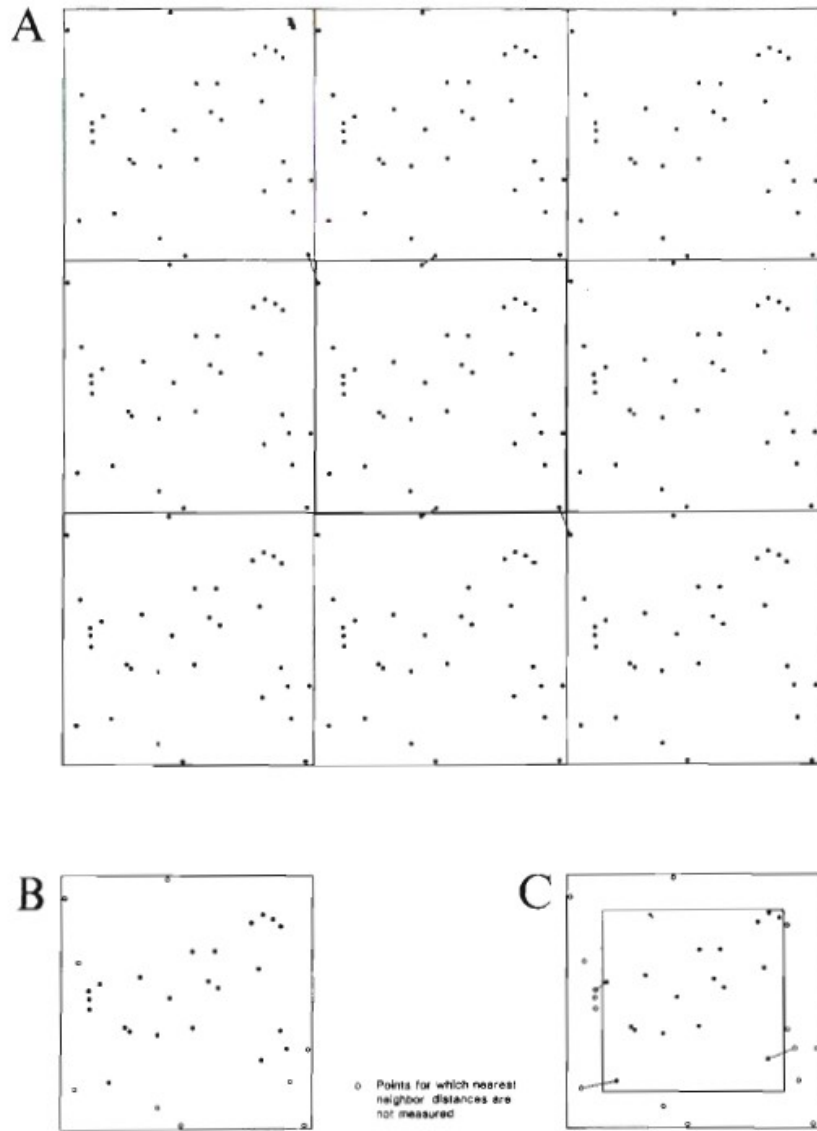 A
B
C
o Points for which nearest
neighbor distances are
not measured